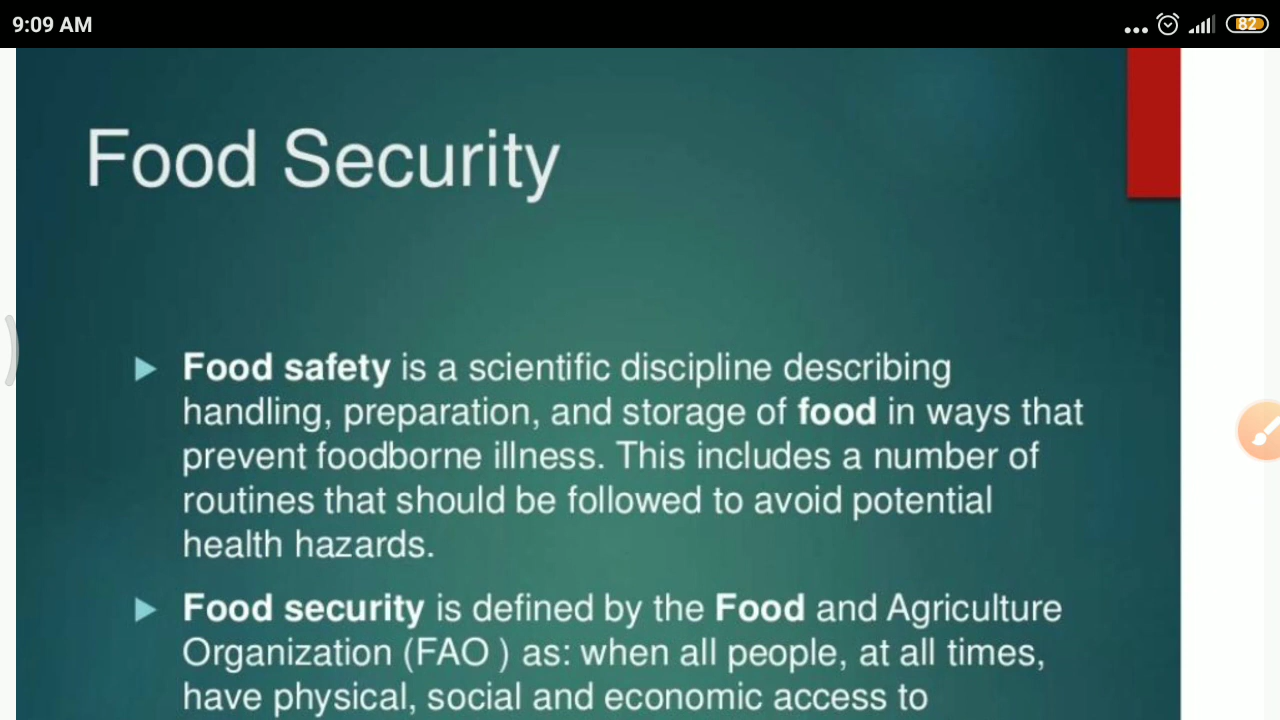 9:09 AM
82
Food Security
Food safety is a scientific discipline describing
handling, preparation, and storage of food in ways that
prevent foodborne illness. This includes a number of
routines that should be followed to avoid potential
health hazards.
Food security is defined by the Food and Agriculture
Organization (FAO ) as: when all people, at all times,
have physical, social and economic access to